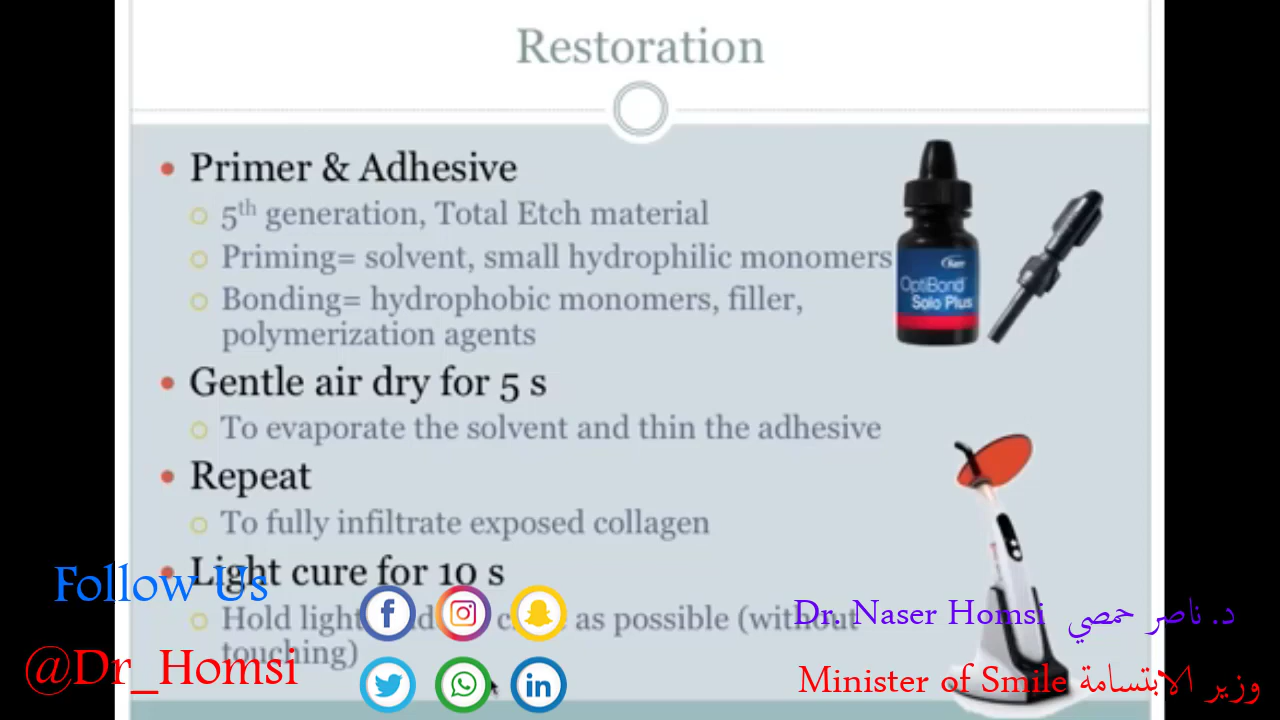 Restoration
Primer & Adhesive
5th generation, Total Etch material
Priming= solvent, small hydrophilic monomers
Bonding= hydrophobic monomers, filler,
polymerization agents
Kerr
OptiBond
Solo Plus
Gentle air dry for 5 s
To evaporate the solvent and thin the adhesive
Repeat
To fully infiltrate exposed collagen
Light cure for 10 s
Hold light as possible (without
touching)
Follow Us
@Dr_Homsi
Dr. Naser Homsi د. ناصر حمصي
Minister of Smile وزير الابتسامة